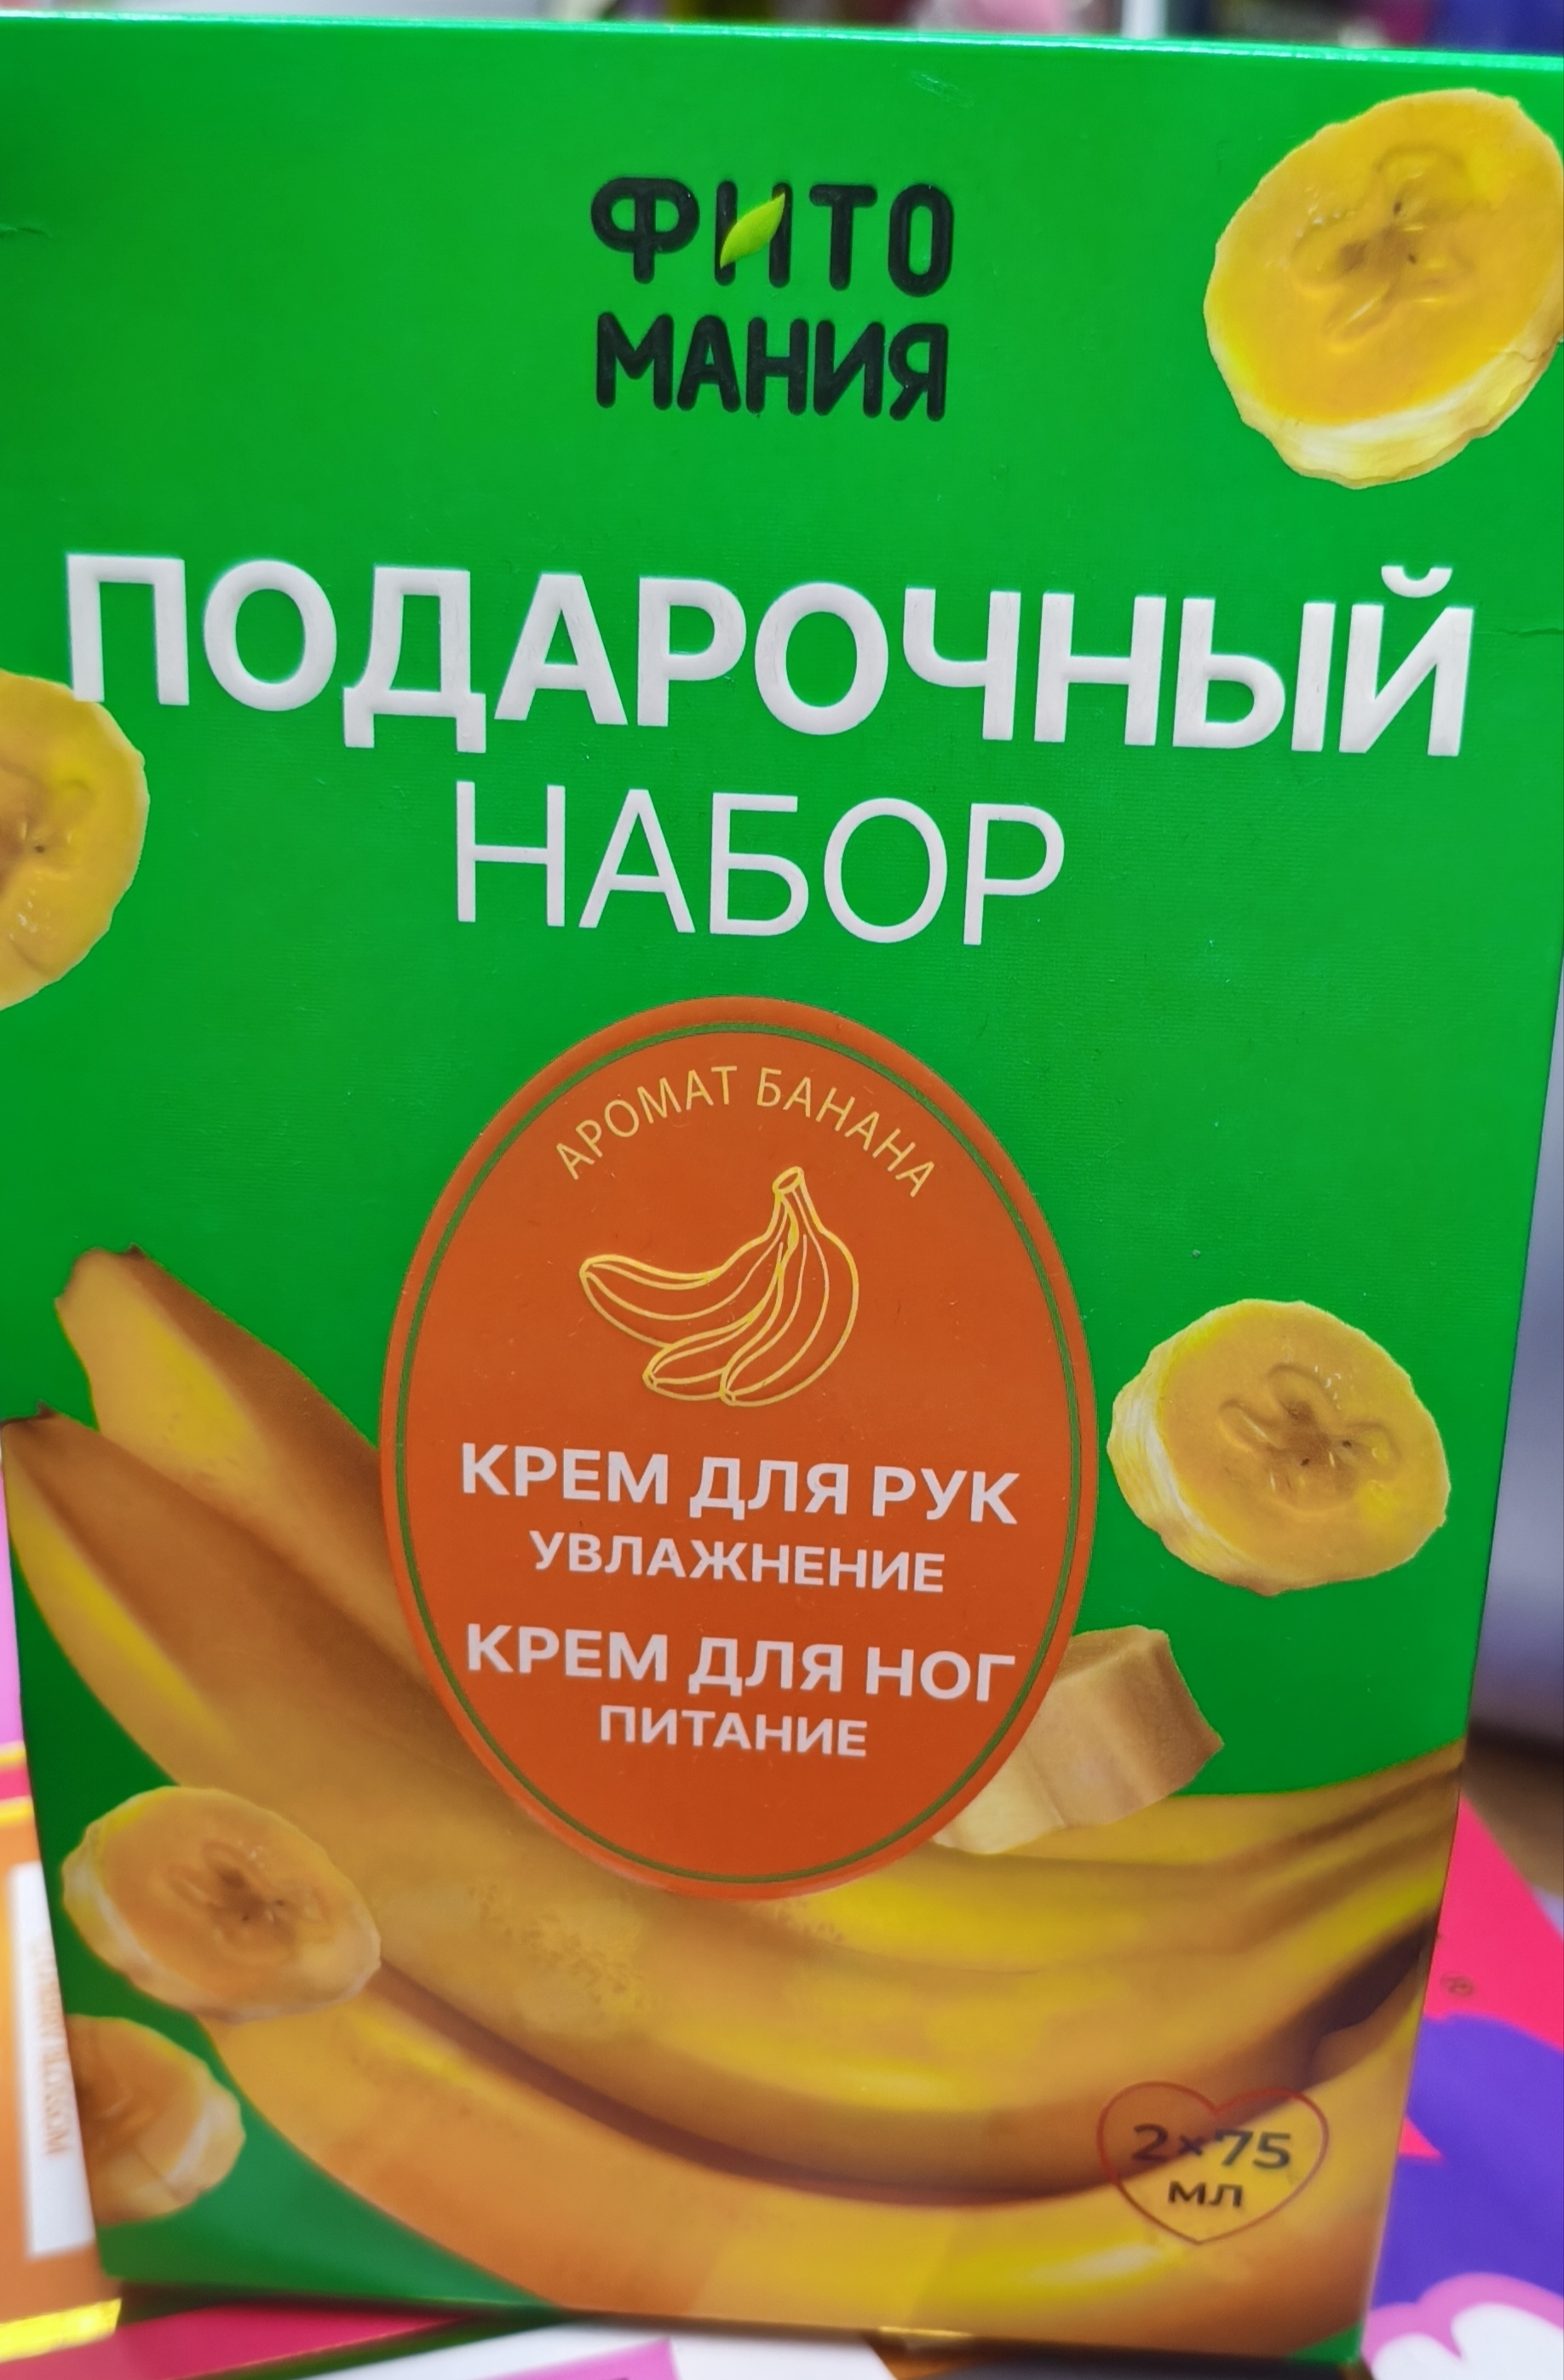 ФИТО
МАНИЯ
ПОДАРОЧНЫЙ
НАБОР
АРОМАТ БАНАНА
КРЕМ ДЛЯ РУК
УВЛАЖНЕНИЕ
КРЕМ ДЛЯ НОГ
ПИТАНИЕ
2×75
МЛ